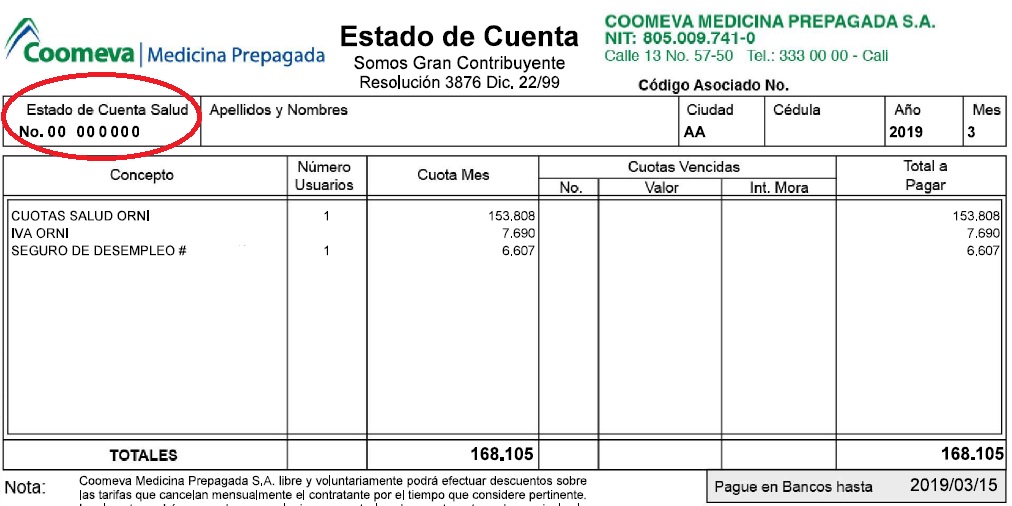 Coomeva | Medicina Prepagada
Estado de Cuenta
Somos Gran Contribuyente
Resolución 3876 Dic. 22/99
COOMEVA MEDICINA PREPAGADA S.A.
NIT: 805.009.741-0
Calle 13 No. 57-50 Tel.: 333 00 00 - Cali
Código Asociado No.
Estado de Cuenta Salud Apellidos y Nombres Ciudad Cédula Año Mes
No. 00 000000 AA 2019 3
Concepto Número Usuarios Cuota Mes Cuotas Vencidas Total a Pagar
No. Valor Int. Mora
CUOTAS SALUD ORNI 1 153,808 153,808
IVA ORNI 7.690 7.690
SEGURO DE DESEMPLEO # 1 6,607 6,607
TOTALES 168.105 168.105
Nota: Coomeva Medicina Prepagada S,A. libre y voluntariamente podrá efectuar descuentos sobre
las tarifas que cancelan mensualmente el contratante por el tiempo que considere pertinente.
Pague en Bancos hasta 2019/03/15